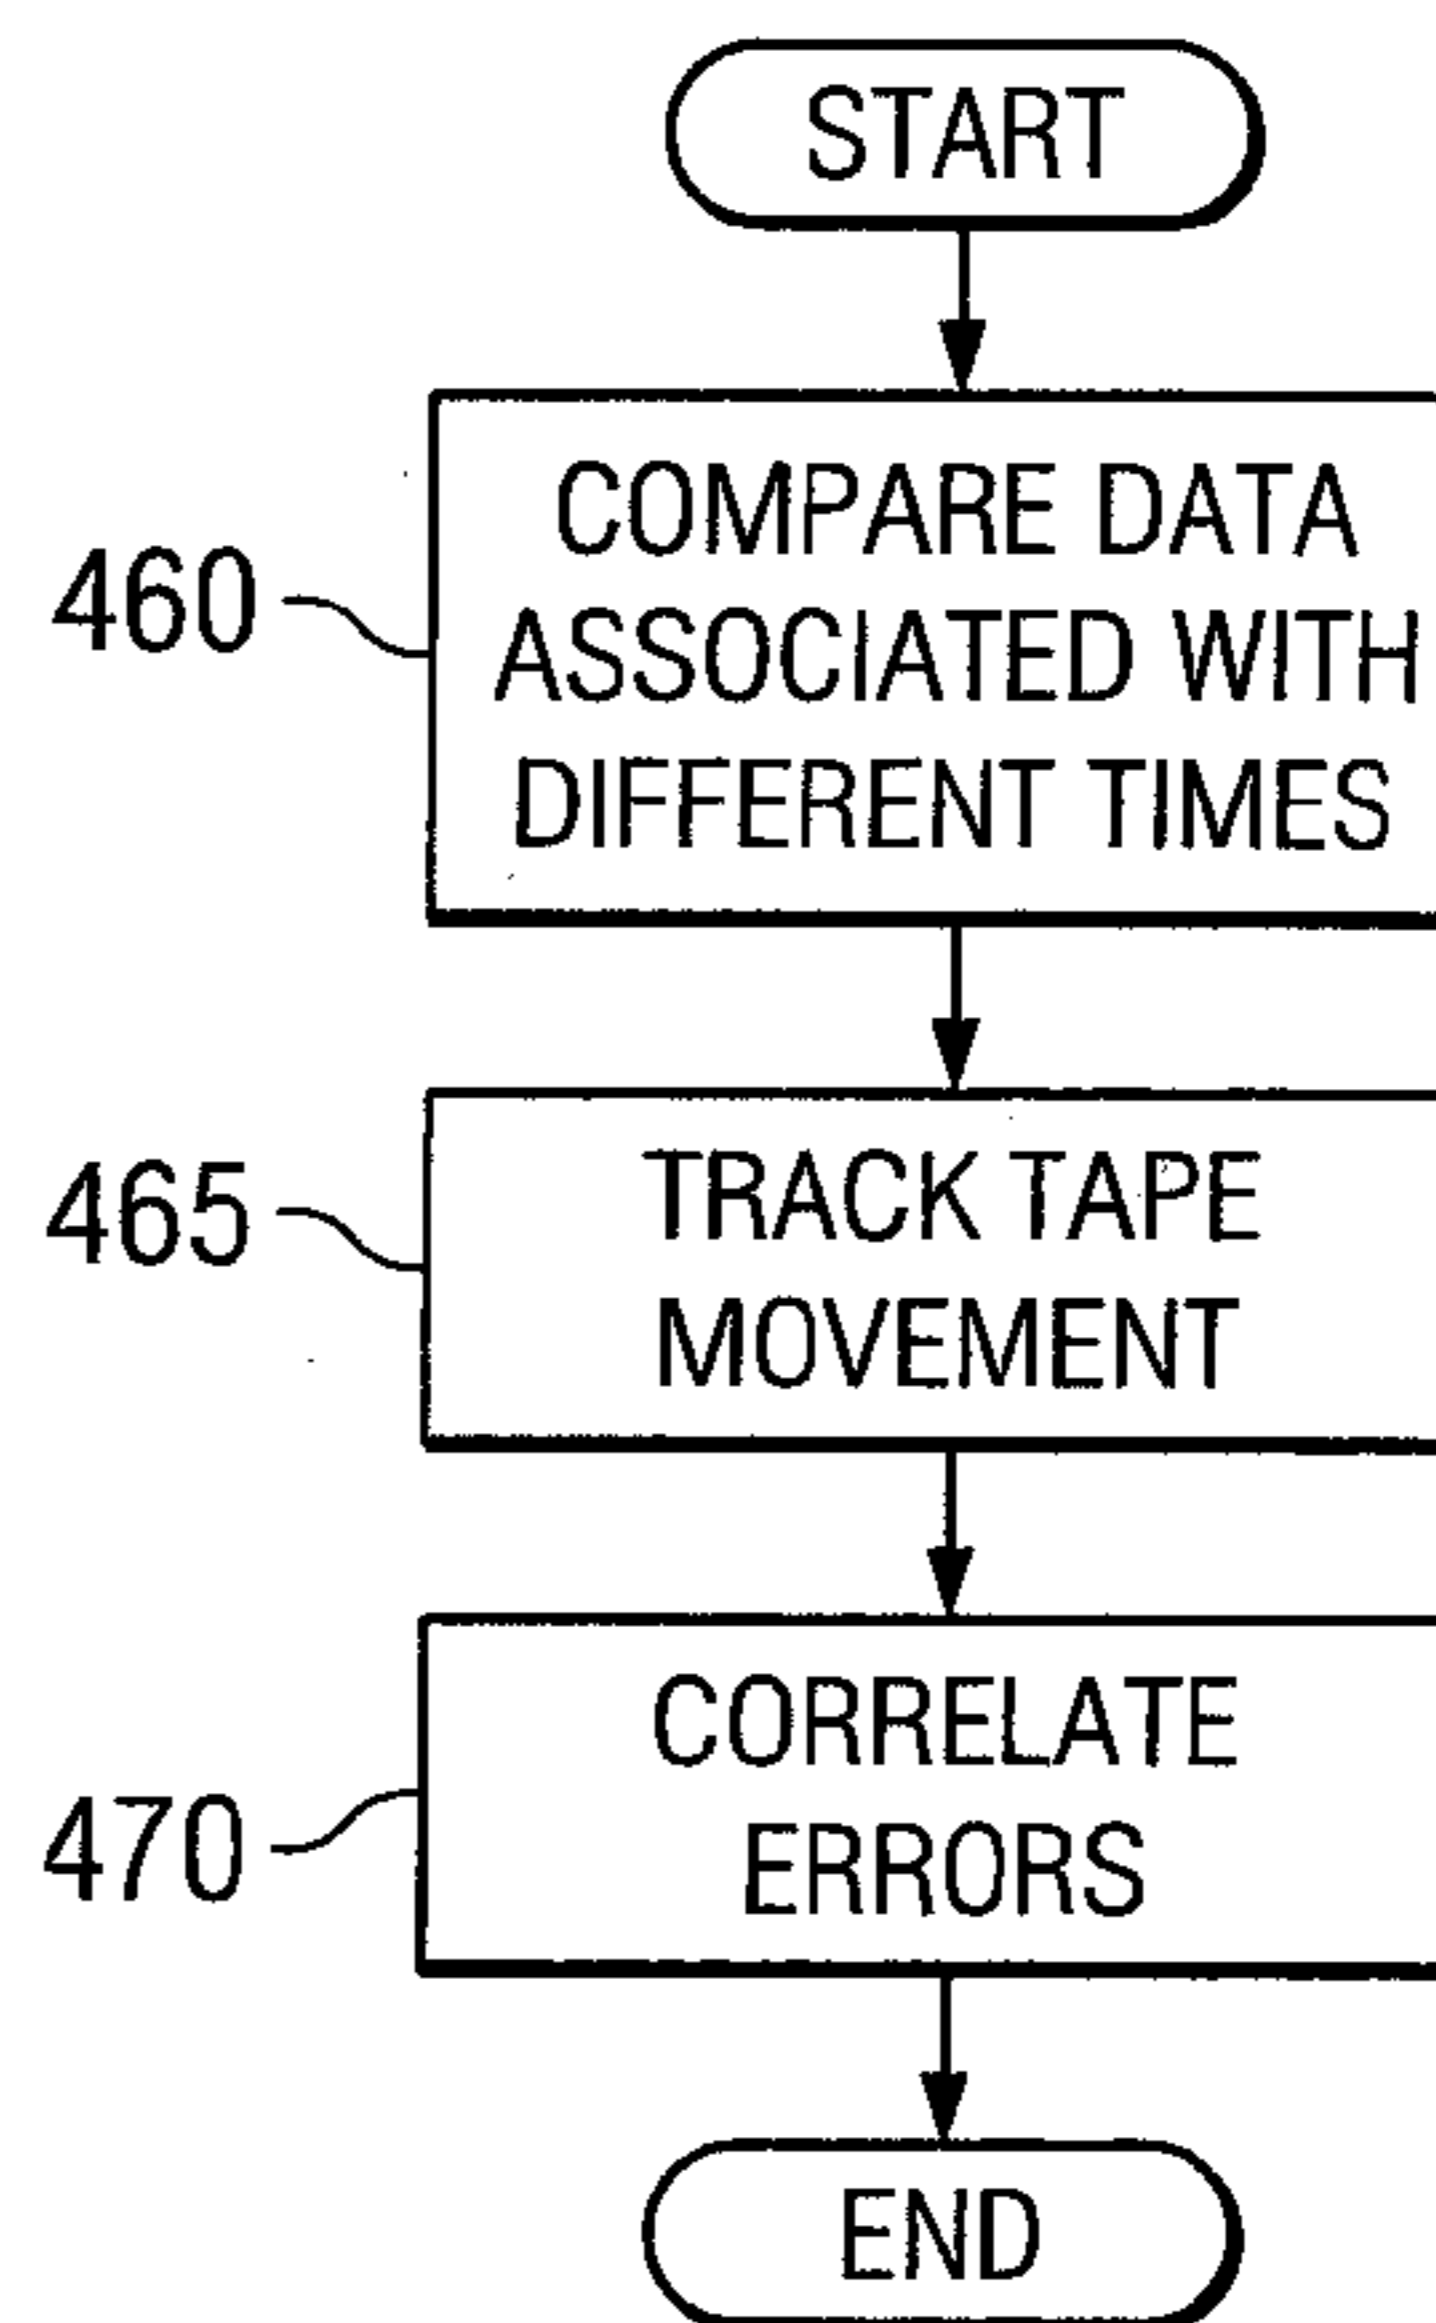 START
460
COMPARE DATA
ASSOCIATED WITH
DIFFERENT TIMES
465
TRACK TAPE
MOVEMENT
470
CORRELATE
ERRORS
END